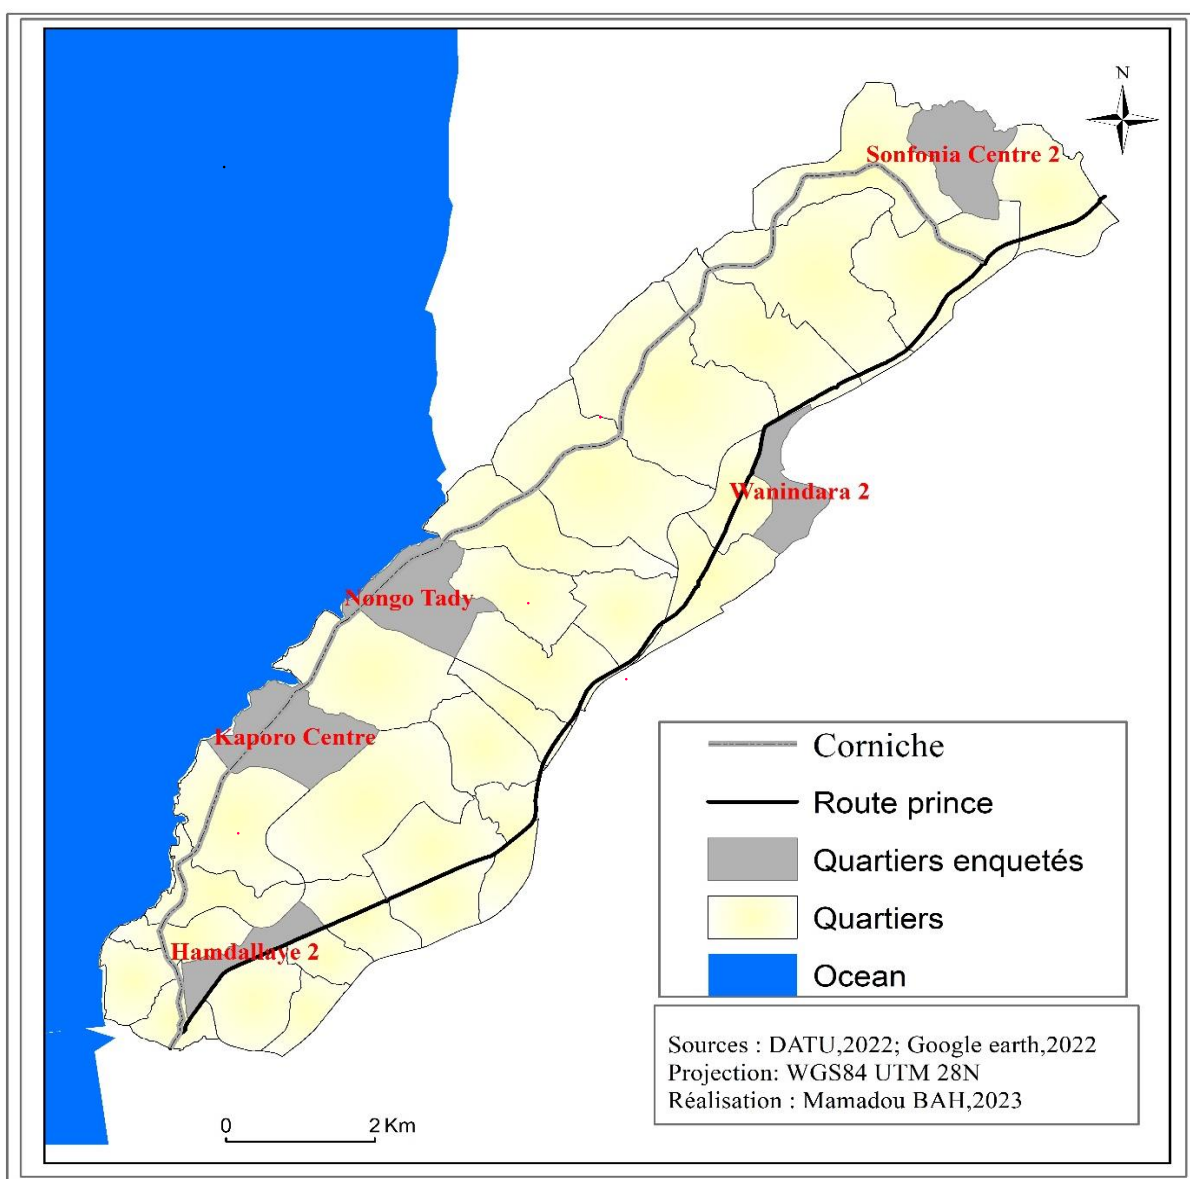 N
Sonfonia Centre 2
Wanindara 2
Nongo Tady
Kaporo Centre
Hamdallaye 2
Corniche
Route prince
Quartiers enquetés
Quartiers
Ocean
Sources : DATU,2022; Google earth,2022
Projection: WGS84 UTM 28N
Réalisation : Mamadou BAH,2023
0 2 Km